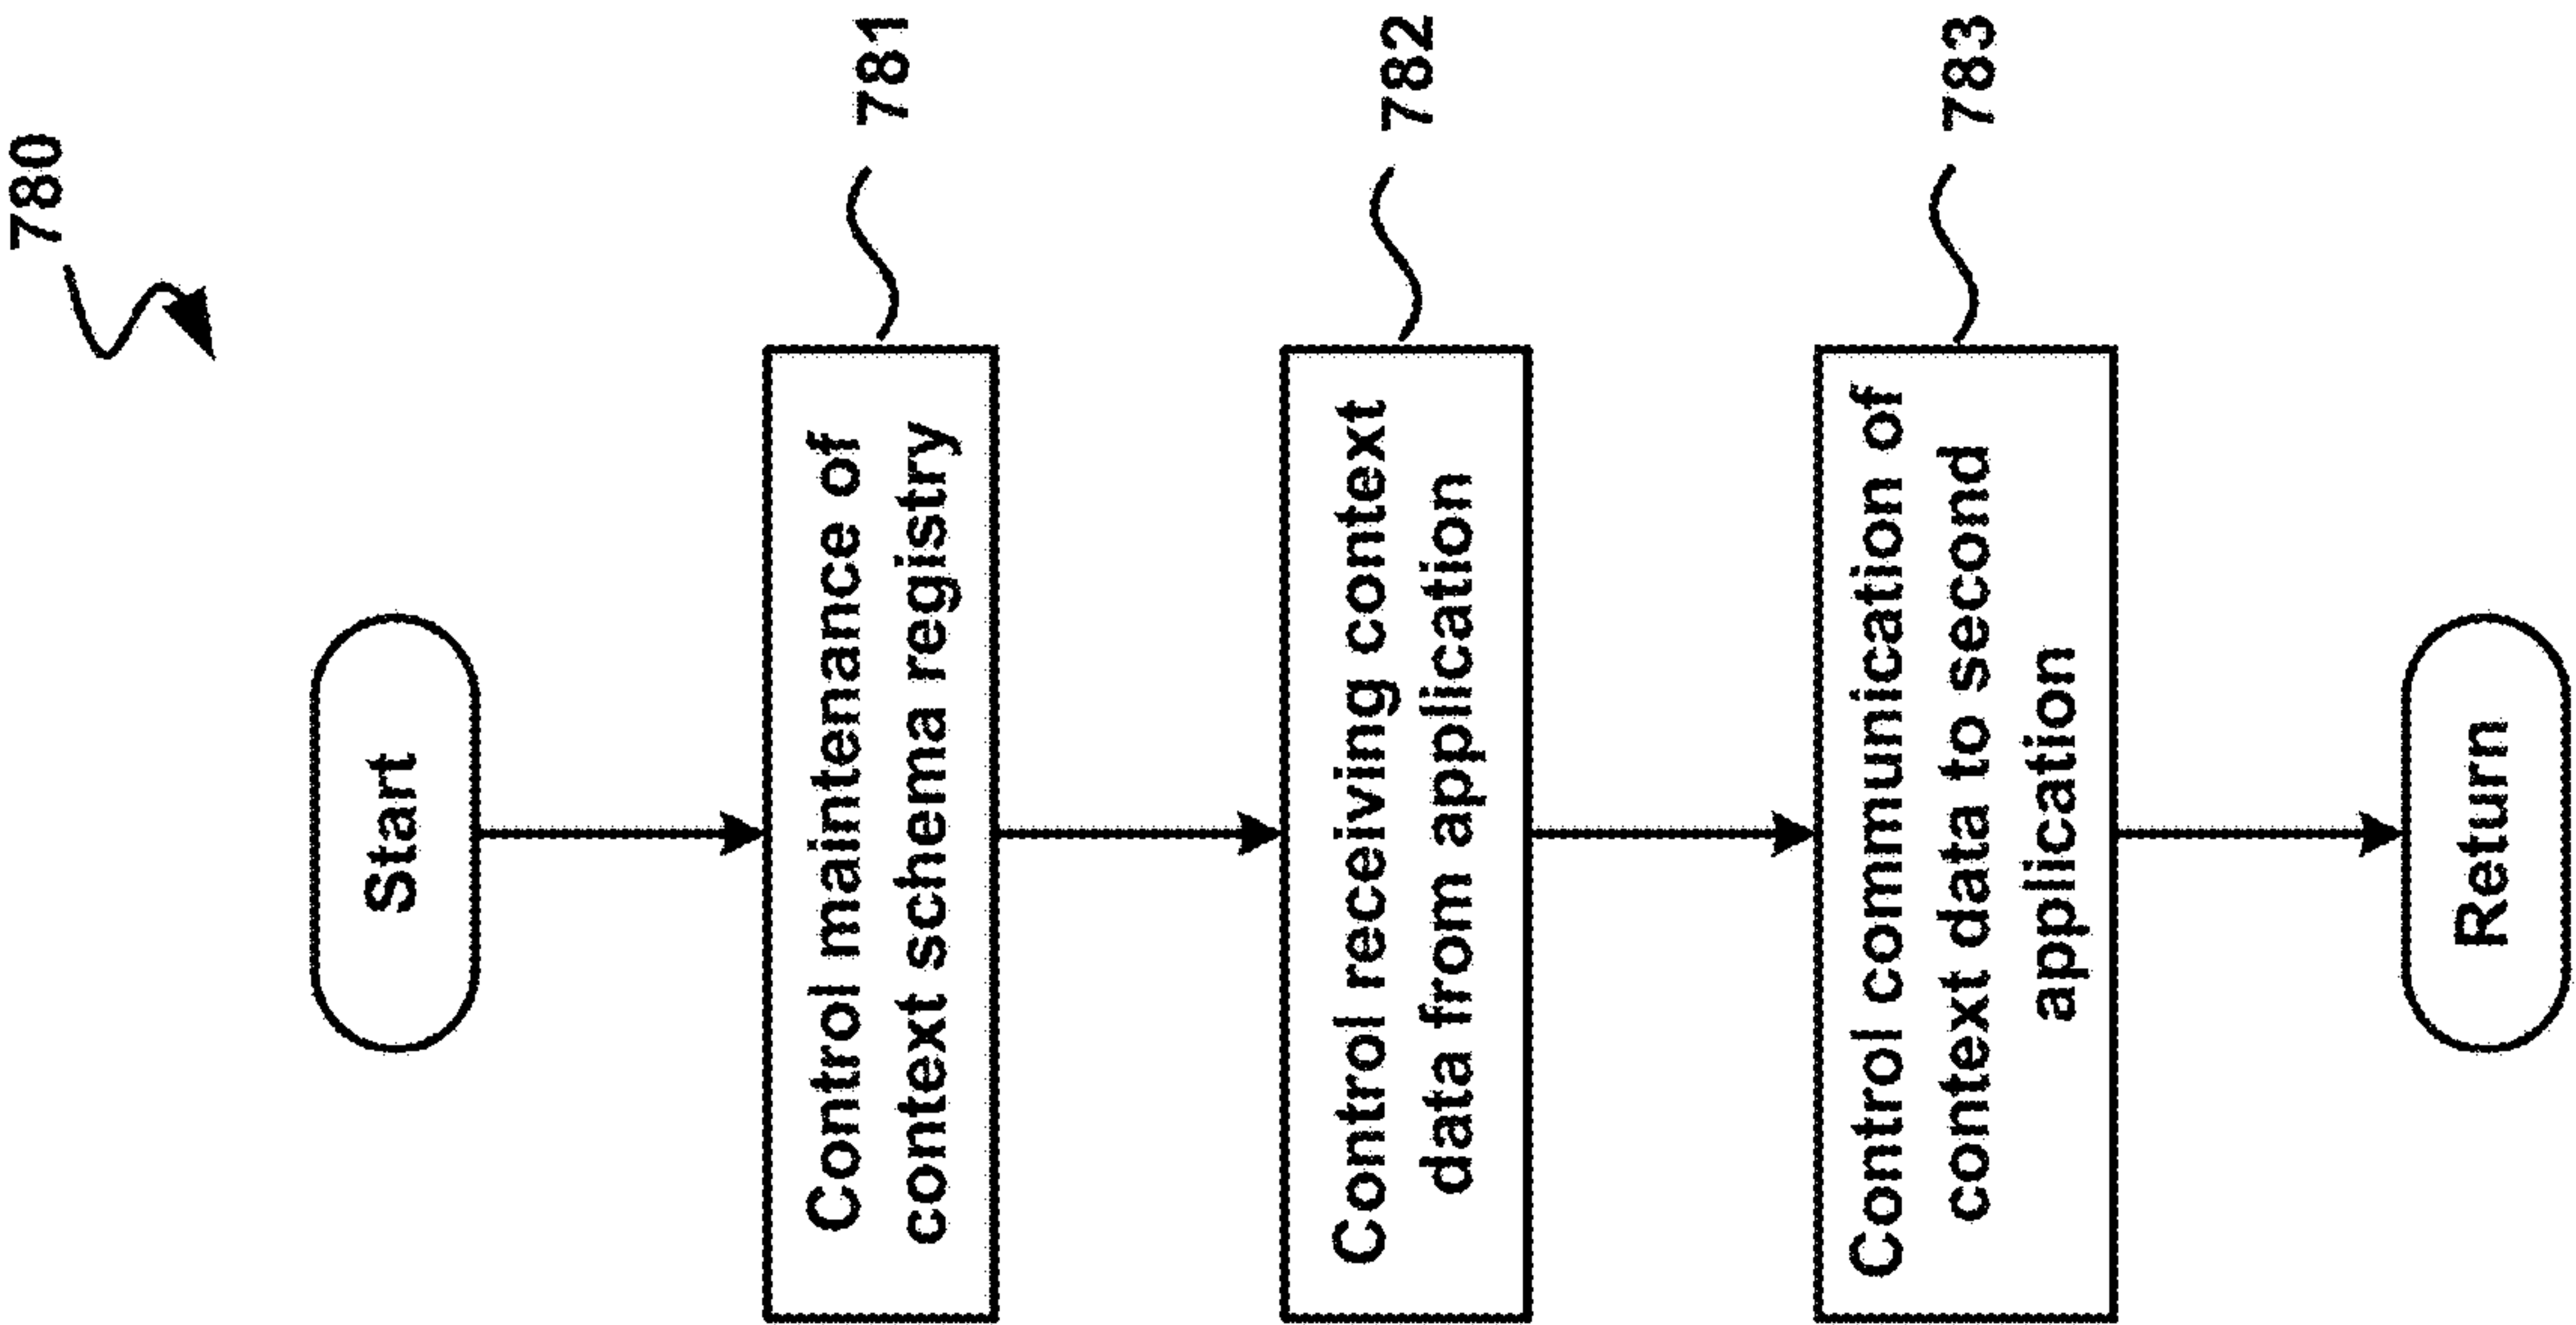 780
Start
Control maintenance of
context schema registry
781
Control receiving context
data from application
782
Control communication of
context data to second
application
783
Return